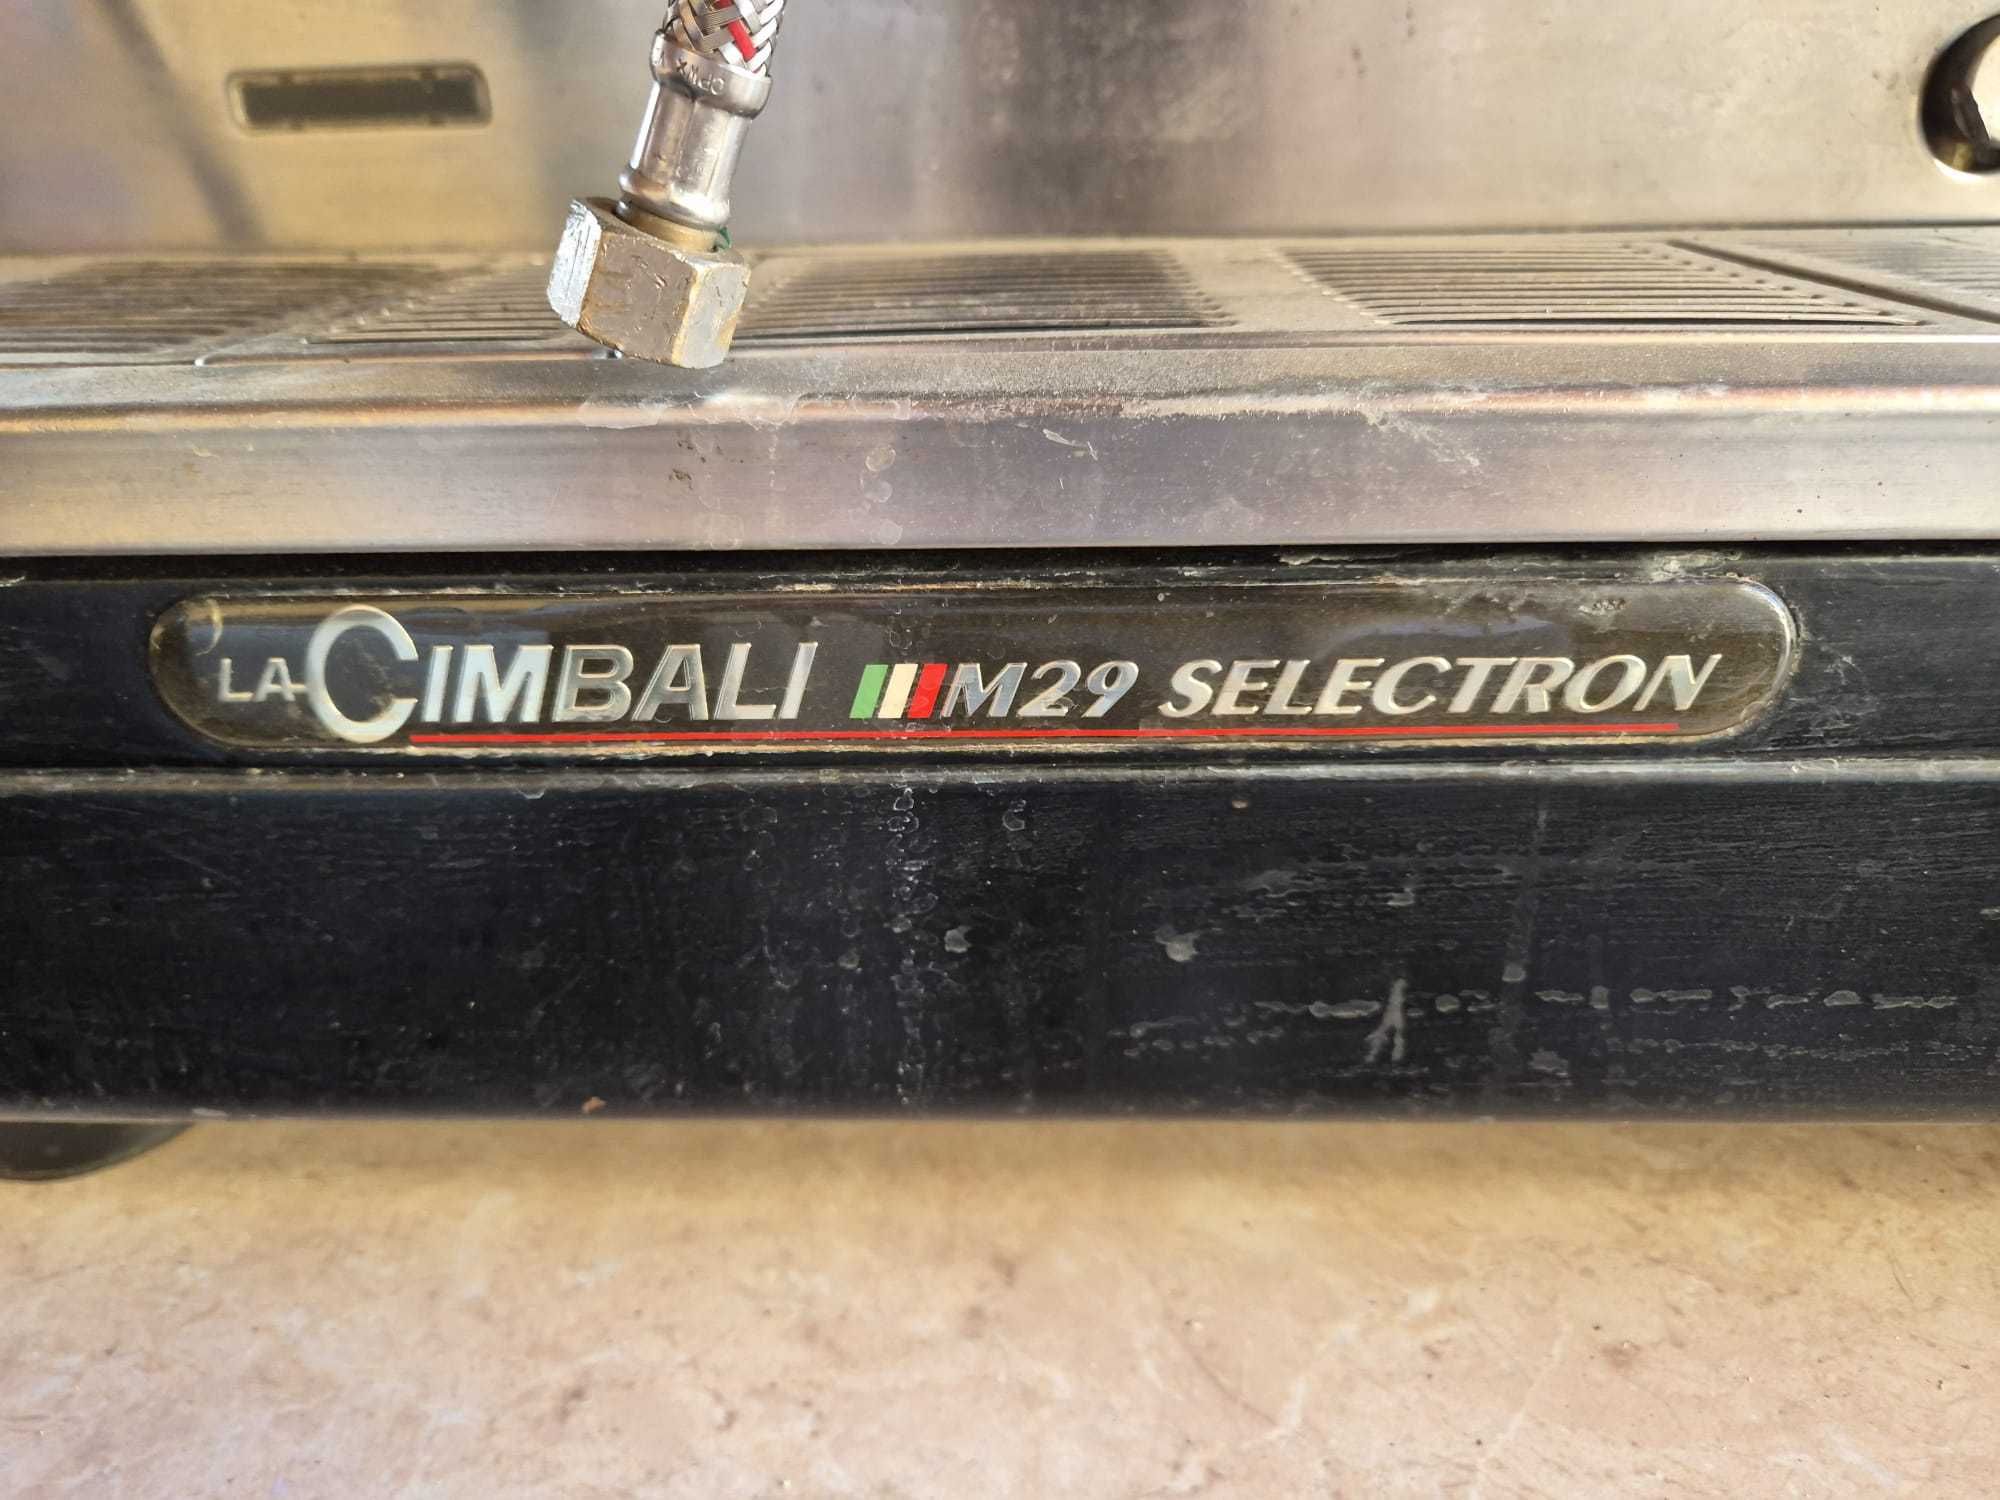 LA CIMBALI M29 SELECTRON